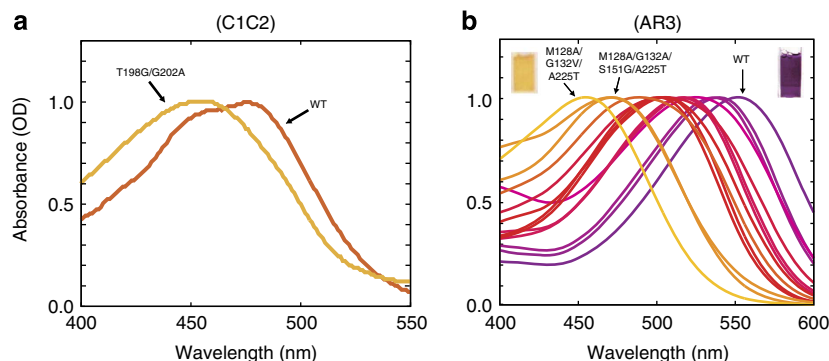 a
(C1C2)
T198G/G202A
WT
1.0
0.5
0.0
Absorbance (OD)
400
450
500
550
Wavelength (nm)
b
(AR3)
M128A/
G132V/
A225T
M128A/G132A/
S151G/A225T
WT
1.0
0.5
0.0
400
450
500
550
600
Wavelength (nm)